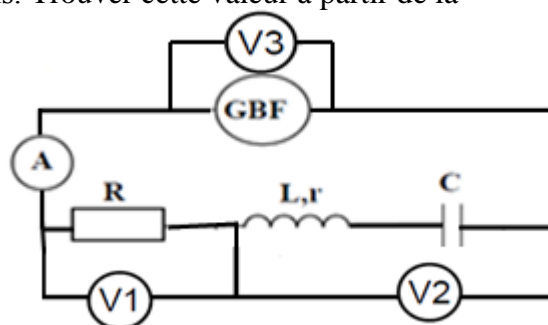 s. Trouver cette valeur à partir de la
V3
GBF
A
R
L,r
C
V1
V2